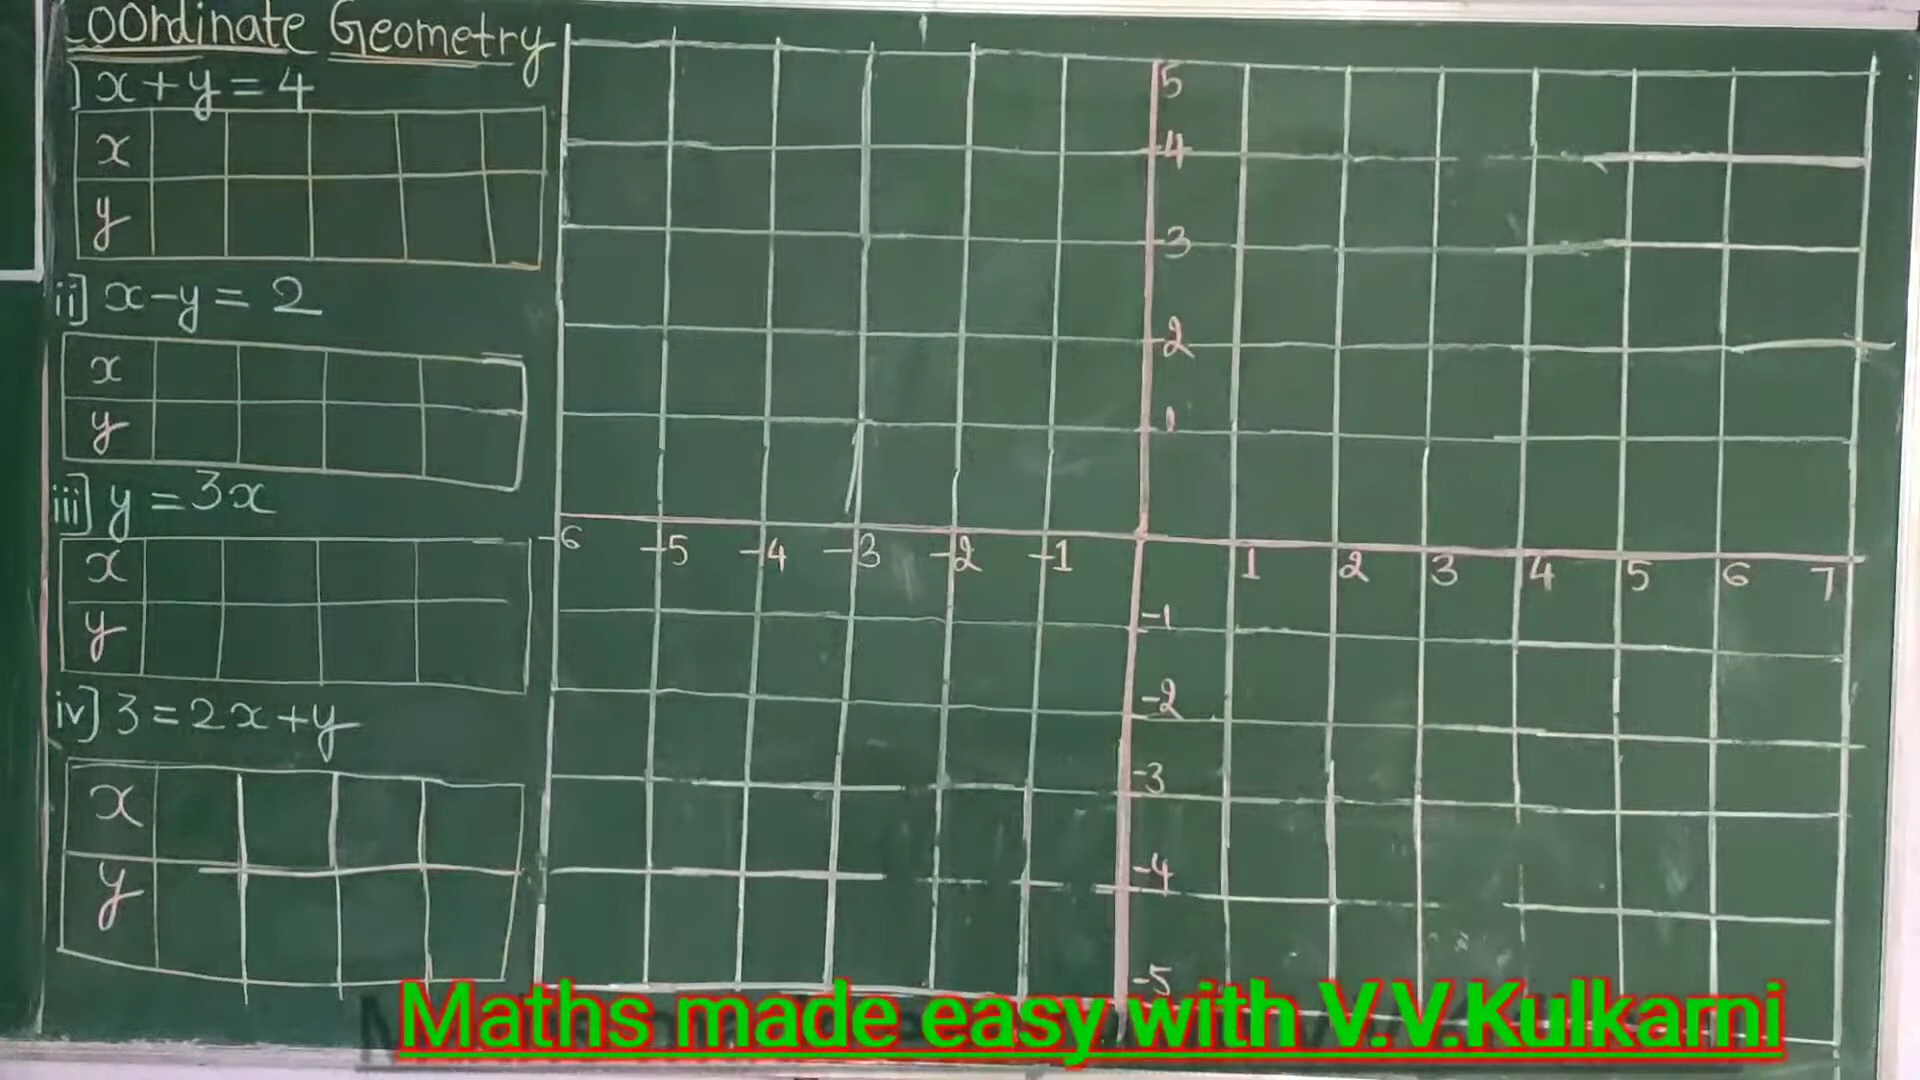 Coordinate Geometry
i] x+y=4
x
y
ii] x-y=2
x
y
iii] y=3x
x
y
iv] 3=2x+y
x
y
5
4
3
2
1
-6 -5 -4 -3 -2 -1 1 2 3 4 5 6 7
-1
-2
-3
-4
-5
Maths made easy with V.V.Kulkarni